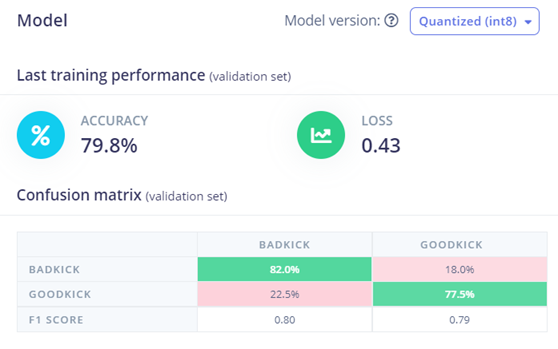 Model
Model version: ? Quantized (int8)
Last training performance (validation set)
% ACCURACY
79.8%
LOSS
0.43
Confusion matrix (validation set)
BADKICK GOODKICK
BADKICK 82.0% 18.0%
GOODKICK 22.5% 77.5%
F1 SCORE 0.80 0.79